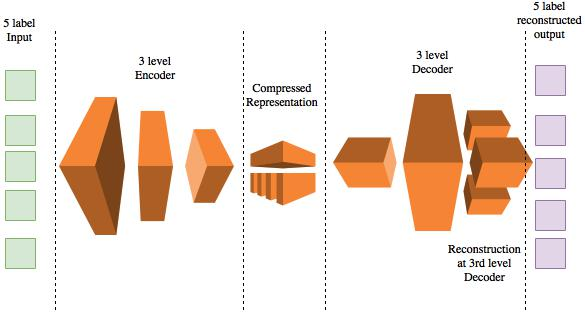 5 label
Input
3 level
Encoder
Compressed
Representation
3 level
Decoder
Reconstruction
at 3rd level
Decoder
5 label
reconstructed
output